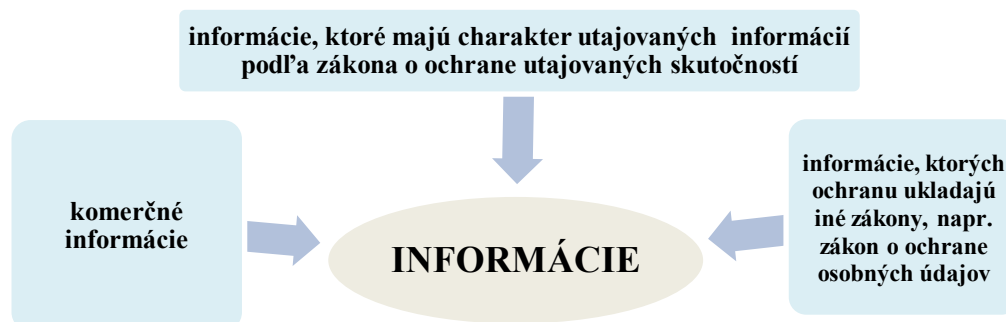 informácie, ktoré majú charakter utajovaných informácií
podľa zákona o ochrane utajovaných skutočností
komerčné
informácie
INFORMÁCIE
informácie, ktorých
ochranu ukladajú
iné zákony, napr.
zákon o ochrane
osobných údajov